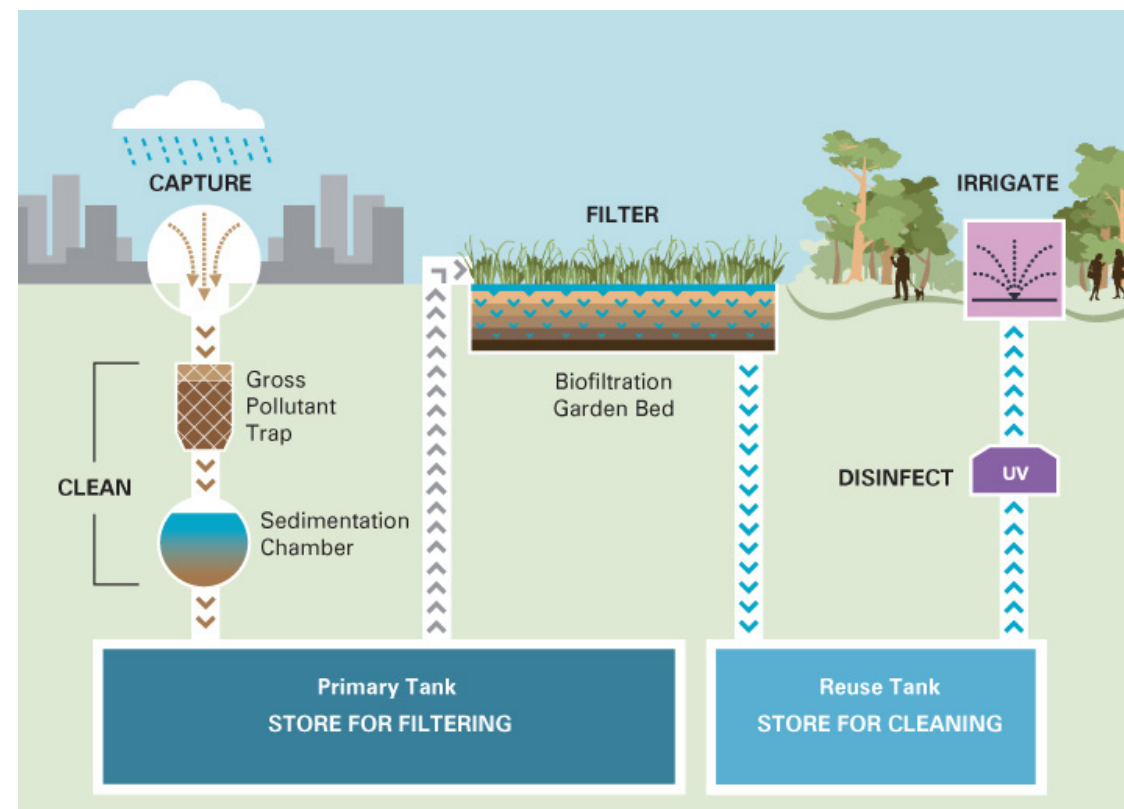 CAPTURE
Gross
Pollutant
Trap
CLEAN
Sedimentation
Chamber
Primary Tank
STORE FOR FILTERING
FILTER
Biofiltration
Garden Bed
Reuse Tank
STORE FOR CLEANING
DISINFECT
UV
IRRIGATE